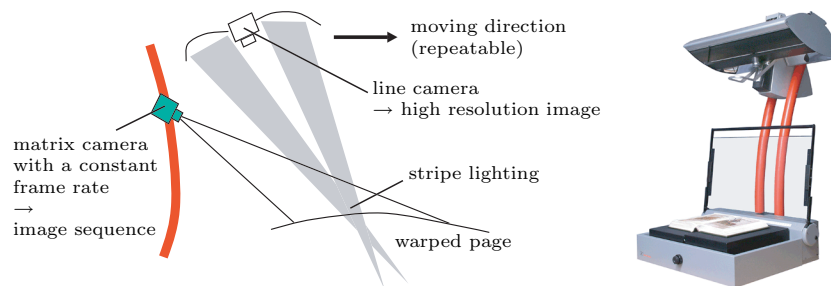 moving direction
(repeatable)
line camera
→ high resolution image
matrix camera
with a constant
frame rate
→
image sequence
stripe lighting
warped page